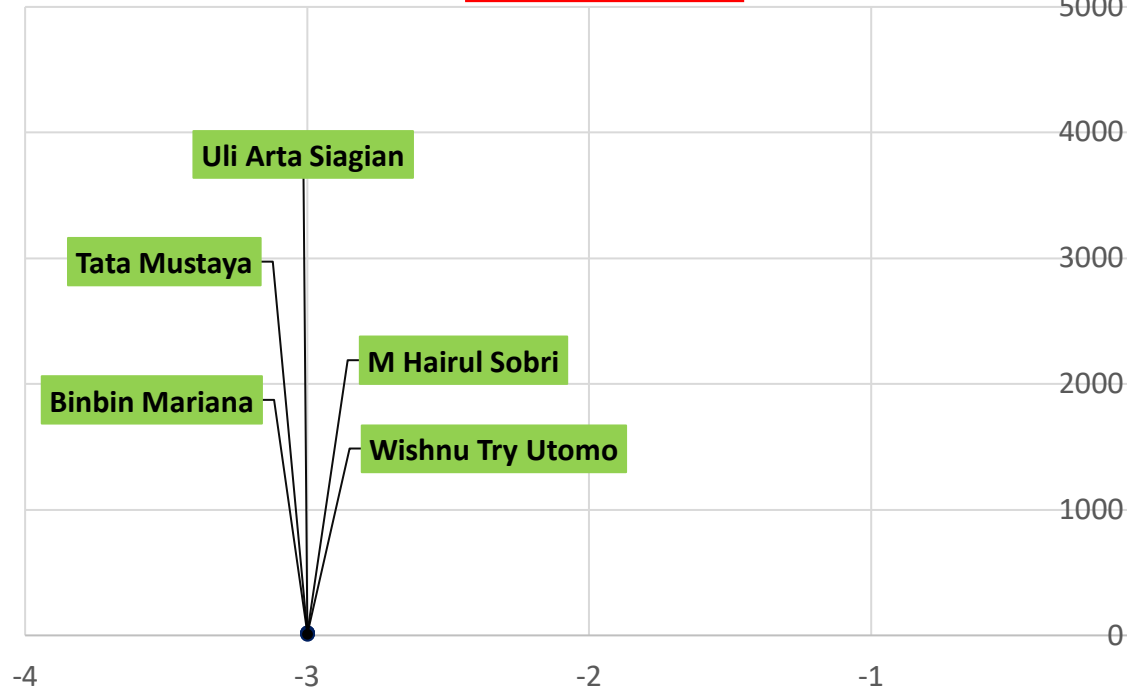 5000
4000
Uli Arta Siagian
3000
Tata Mustaya
M Hairul Sobri
2000
Binbin Mariana
Wishnu Try Utomo
1000
0
-4 -3 -2 -1